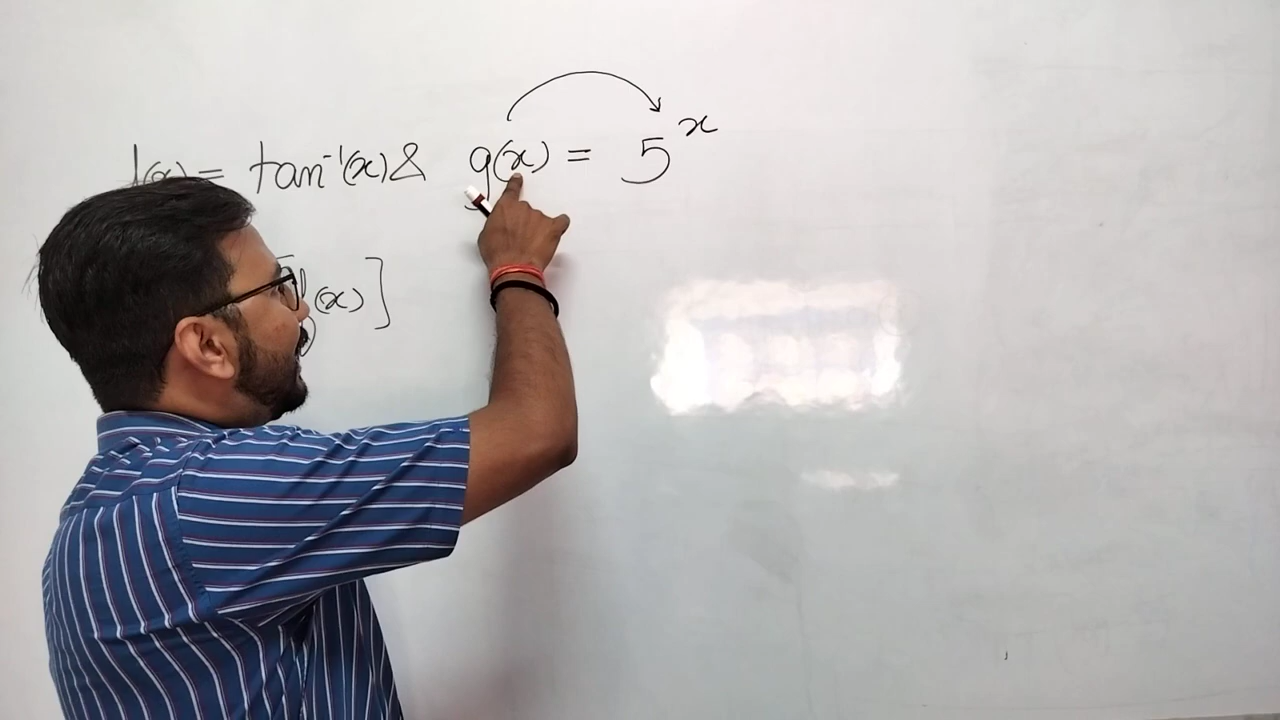 f(x) = tan⁻¹(x) & g(x) = 5ˣ
(x)]